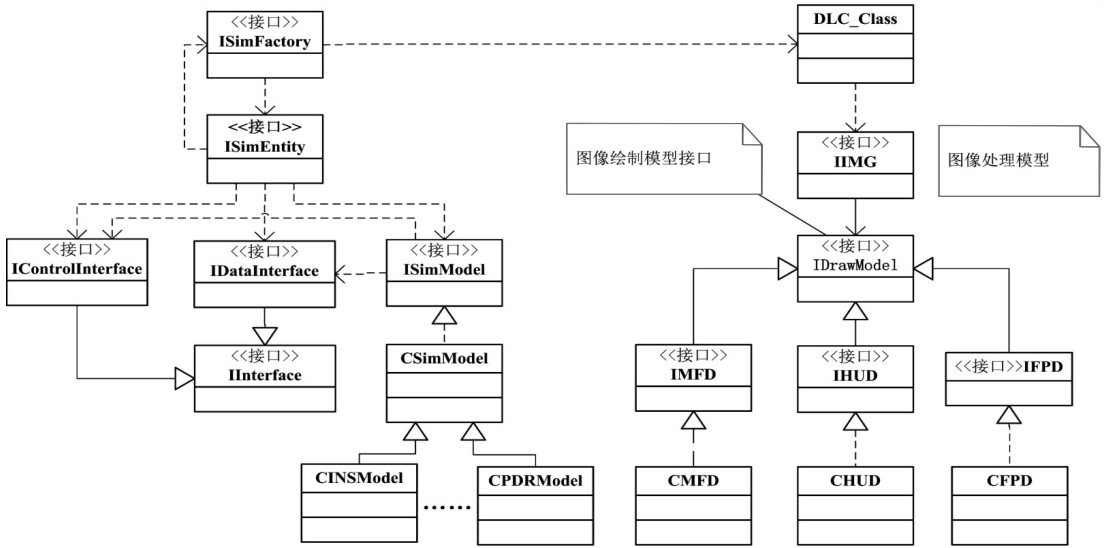 <<接口>>
ISimFactory
DLC_Class
<<接口>>
ISimEntity
图像绘制模型接口
<<接口>>
IIMG
图像处理模型
<<接口>>
IControlInterface
<<接口>>
IDataInterface
<<接口>>
ISimModel
<<接口>>
IDrawModel
<<接口>>
IInterface
CSimModel
<<接口>>
IMFD
<<接口>>
IHUD
<<接口>>IFPD
CINSModel
......
CPDRModel
CMFD
CHUD
CFPD